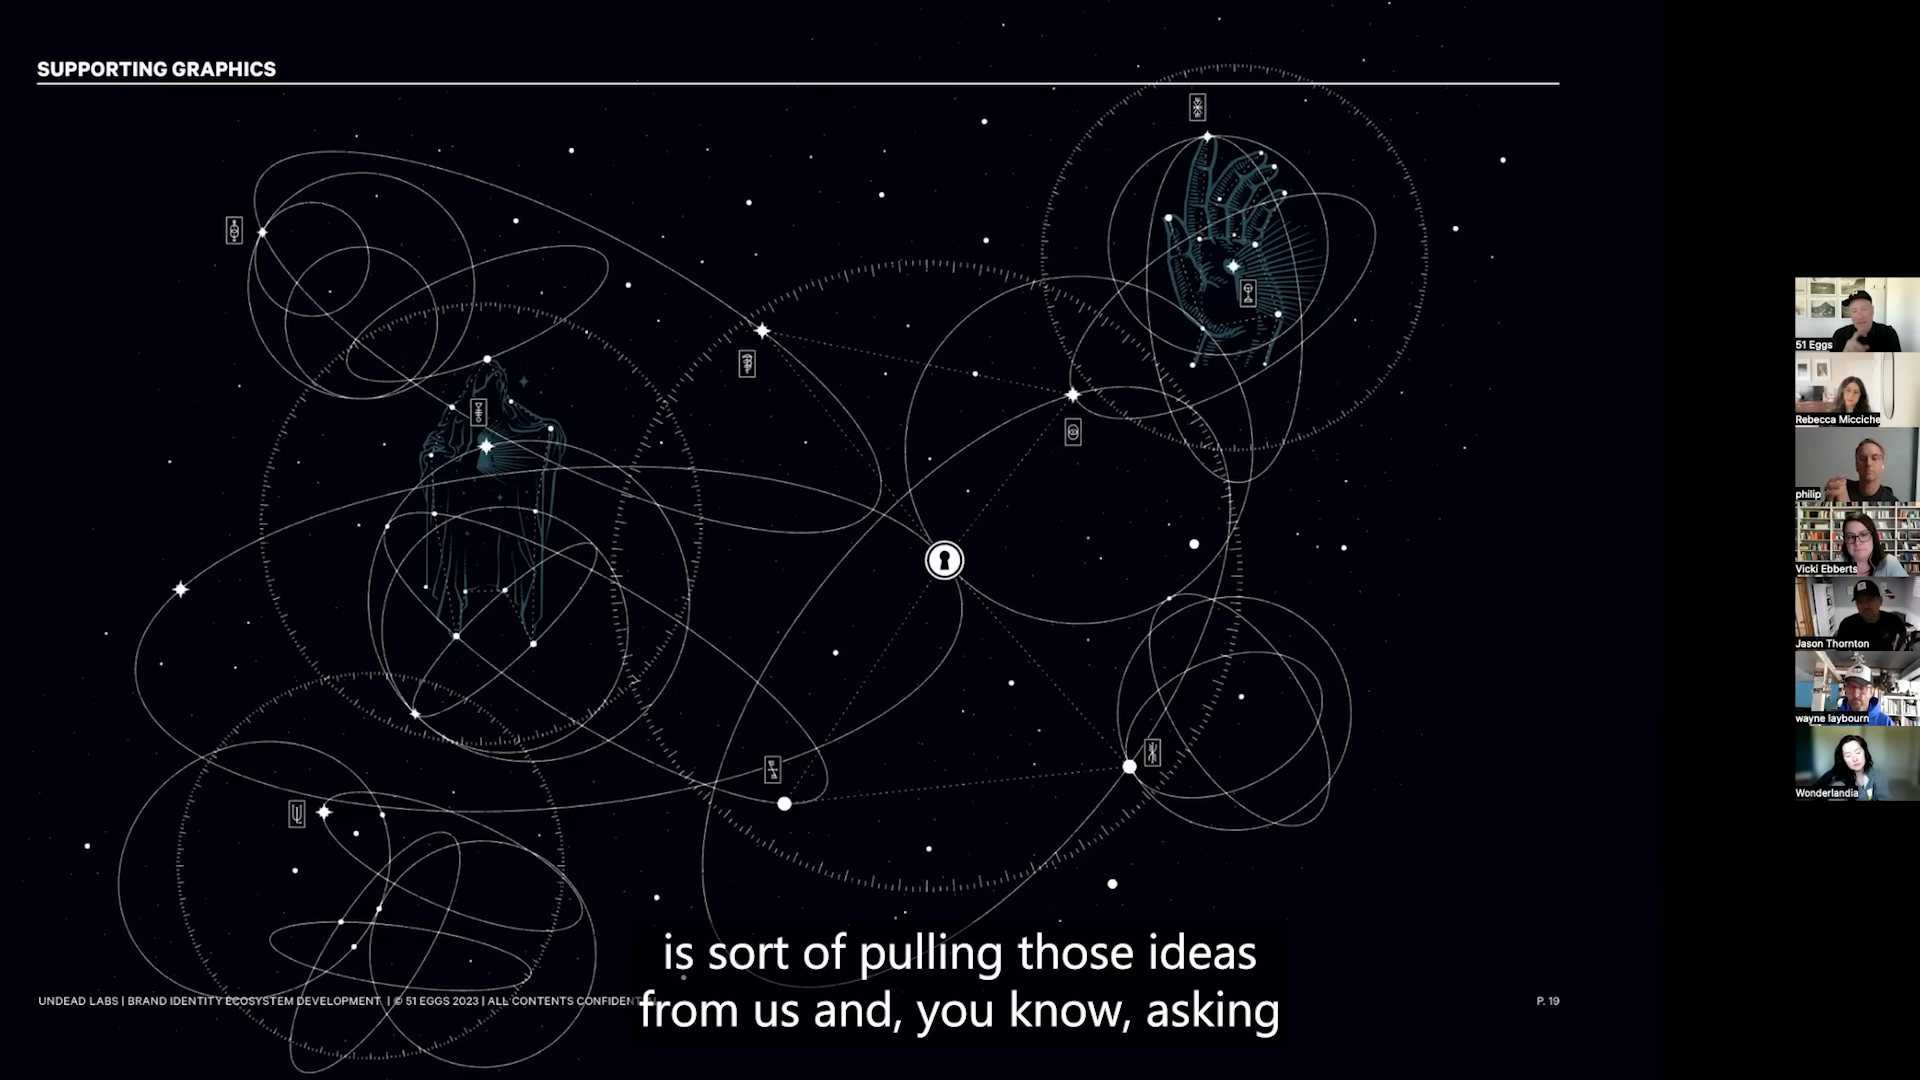 SUPPORTING GRAPHICS
51 Eggs
Rebecca Micciche
philip
Vicki Ebberts
Jason Thornton
wayne laybourn
Wonderlandia
is sort of pulling those ideas
from us and, you know, asking
UNDEAD LABS | BRAND IDENTITY ECOSYSTEM DEVELOPMENT | © 51 EGGS 2023 | ALL CONTENTS CONFIDENT
P. 19